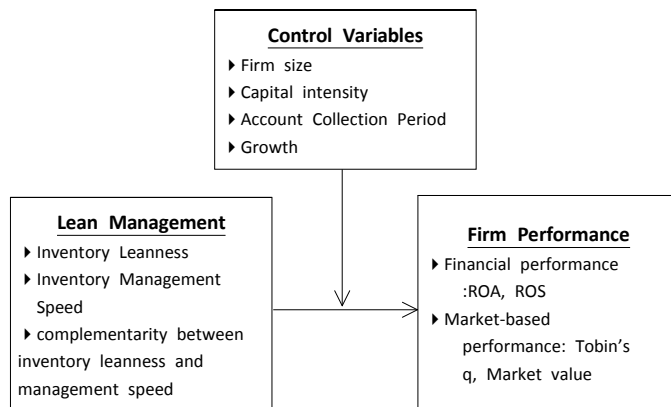 Control Variables
▸ Firm size
▸ Capital intensity
▸ Account Collection Period
▸ Growth
Lean Management
▸ Inventory Leanness
▸ Inventory Management
Speed
▸ complementarity between
inventory leanness and
management speed
Firm Performance
▸ Financial performance
:ROA, ROS
▸ Market-based
performance: Tobin’s
q, Market value